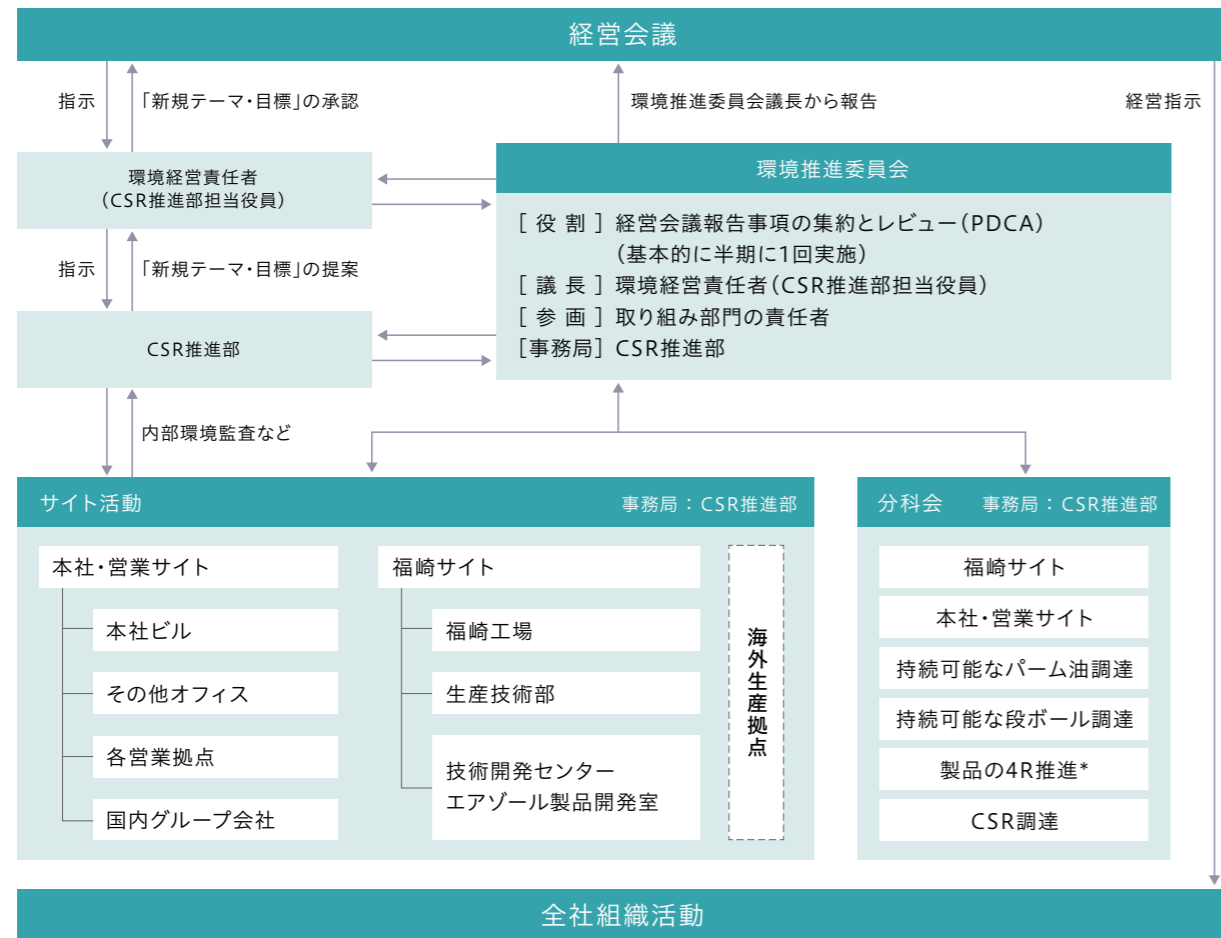 経営会議
指示
「新規テーマ・目標」の承認
環境推進委員会議長から報告
経営指示
環境経営責任者
(CSR推進部担当役員)
環境推進委員会
[ 役 割 ] 経営会議報告事項の集約とレビュー(PDCA)
(基本的に半期に1回実施)
[ 議 長 ] 環境経営責任者(CSR推進部担当役員)
[ 参 画 ] 取り組み部門の責任者
[事務局] CSR推進部
指示
「新規テーマ・目標」の提案
CSR推進部
内部環境監査など
サイト活動
事務局:CSR推進部
本社・営業サイト
本社ビル
その他オフィス
各営業拠点
国内グループ会社
福崎サイト
福崎工場
生産技術部
技術開発センター
エアゾール製品開発室
海外生産拠点
分科会
事務局:CSR推進部
福崎サイト
本社・営業サイト
持続可能なパーム油調達
持続可能な段ボール調達
製品の4R推進*
CSR調達
全社組織活動